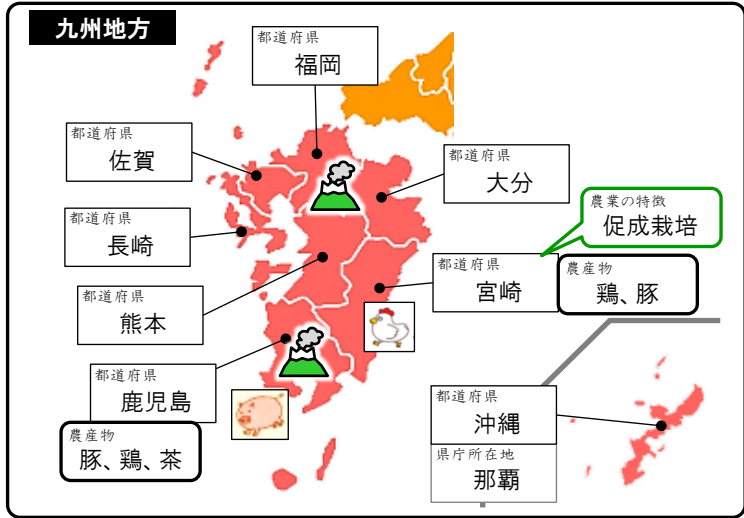 九州地方
都道府県
福岡
都道府県
佐賀
都道府県
大分
農業の特徴
促成栽培
都道府県
長崎
都道府県
宮崎
農産物
鶏、豚
都道府県
熊本
都道府県
鹿児島
農産物
豚、鶏、茶
都道府県
沖縄
県庁所在地
那覇